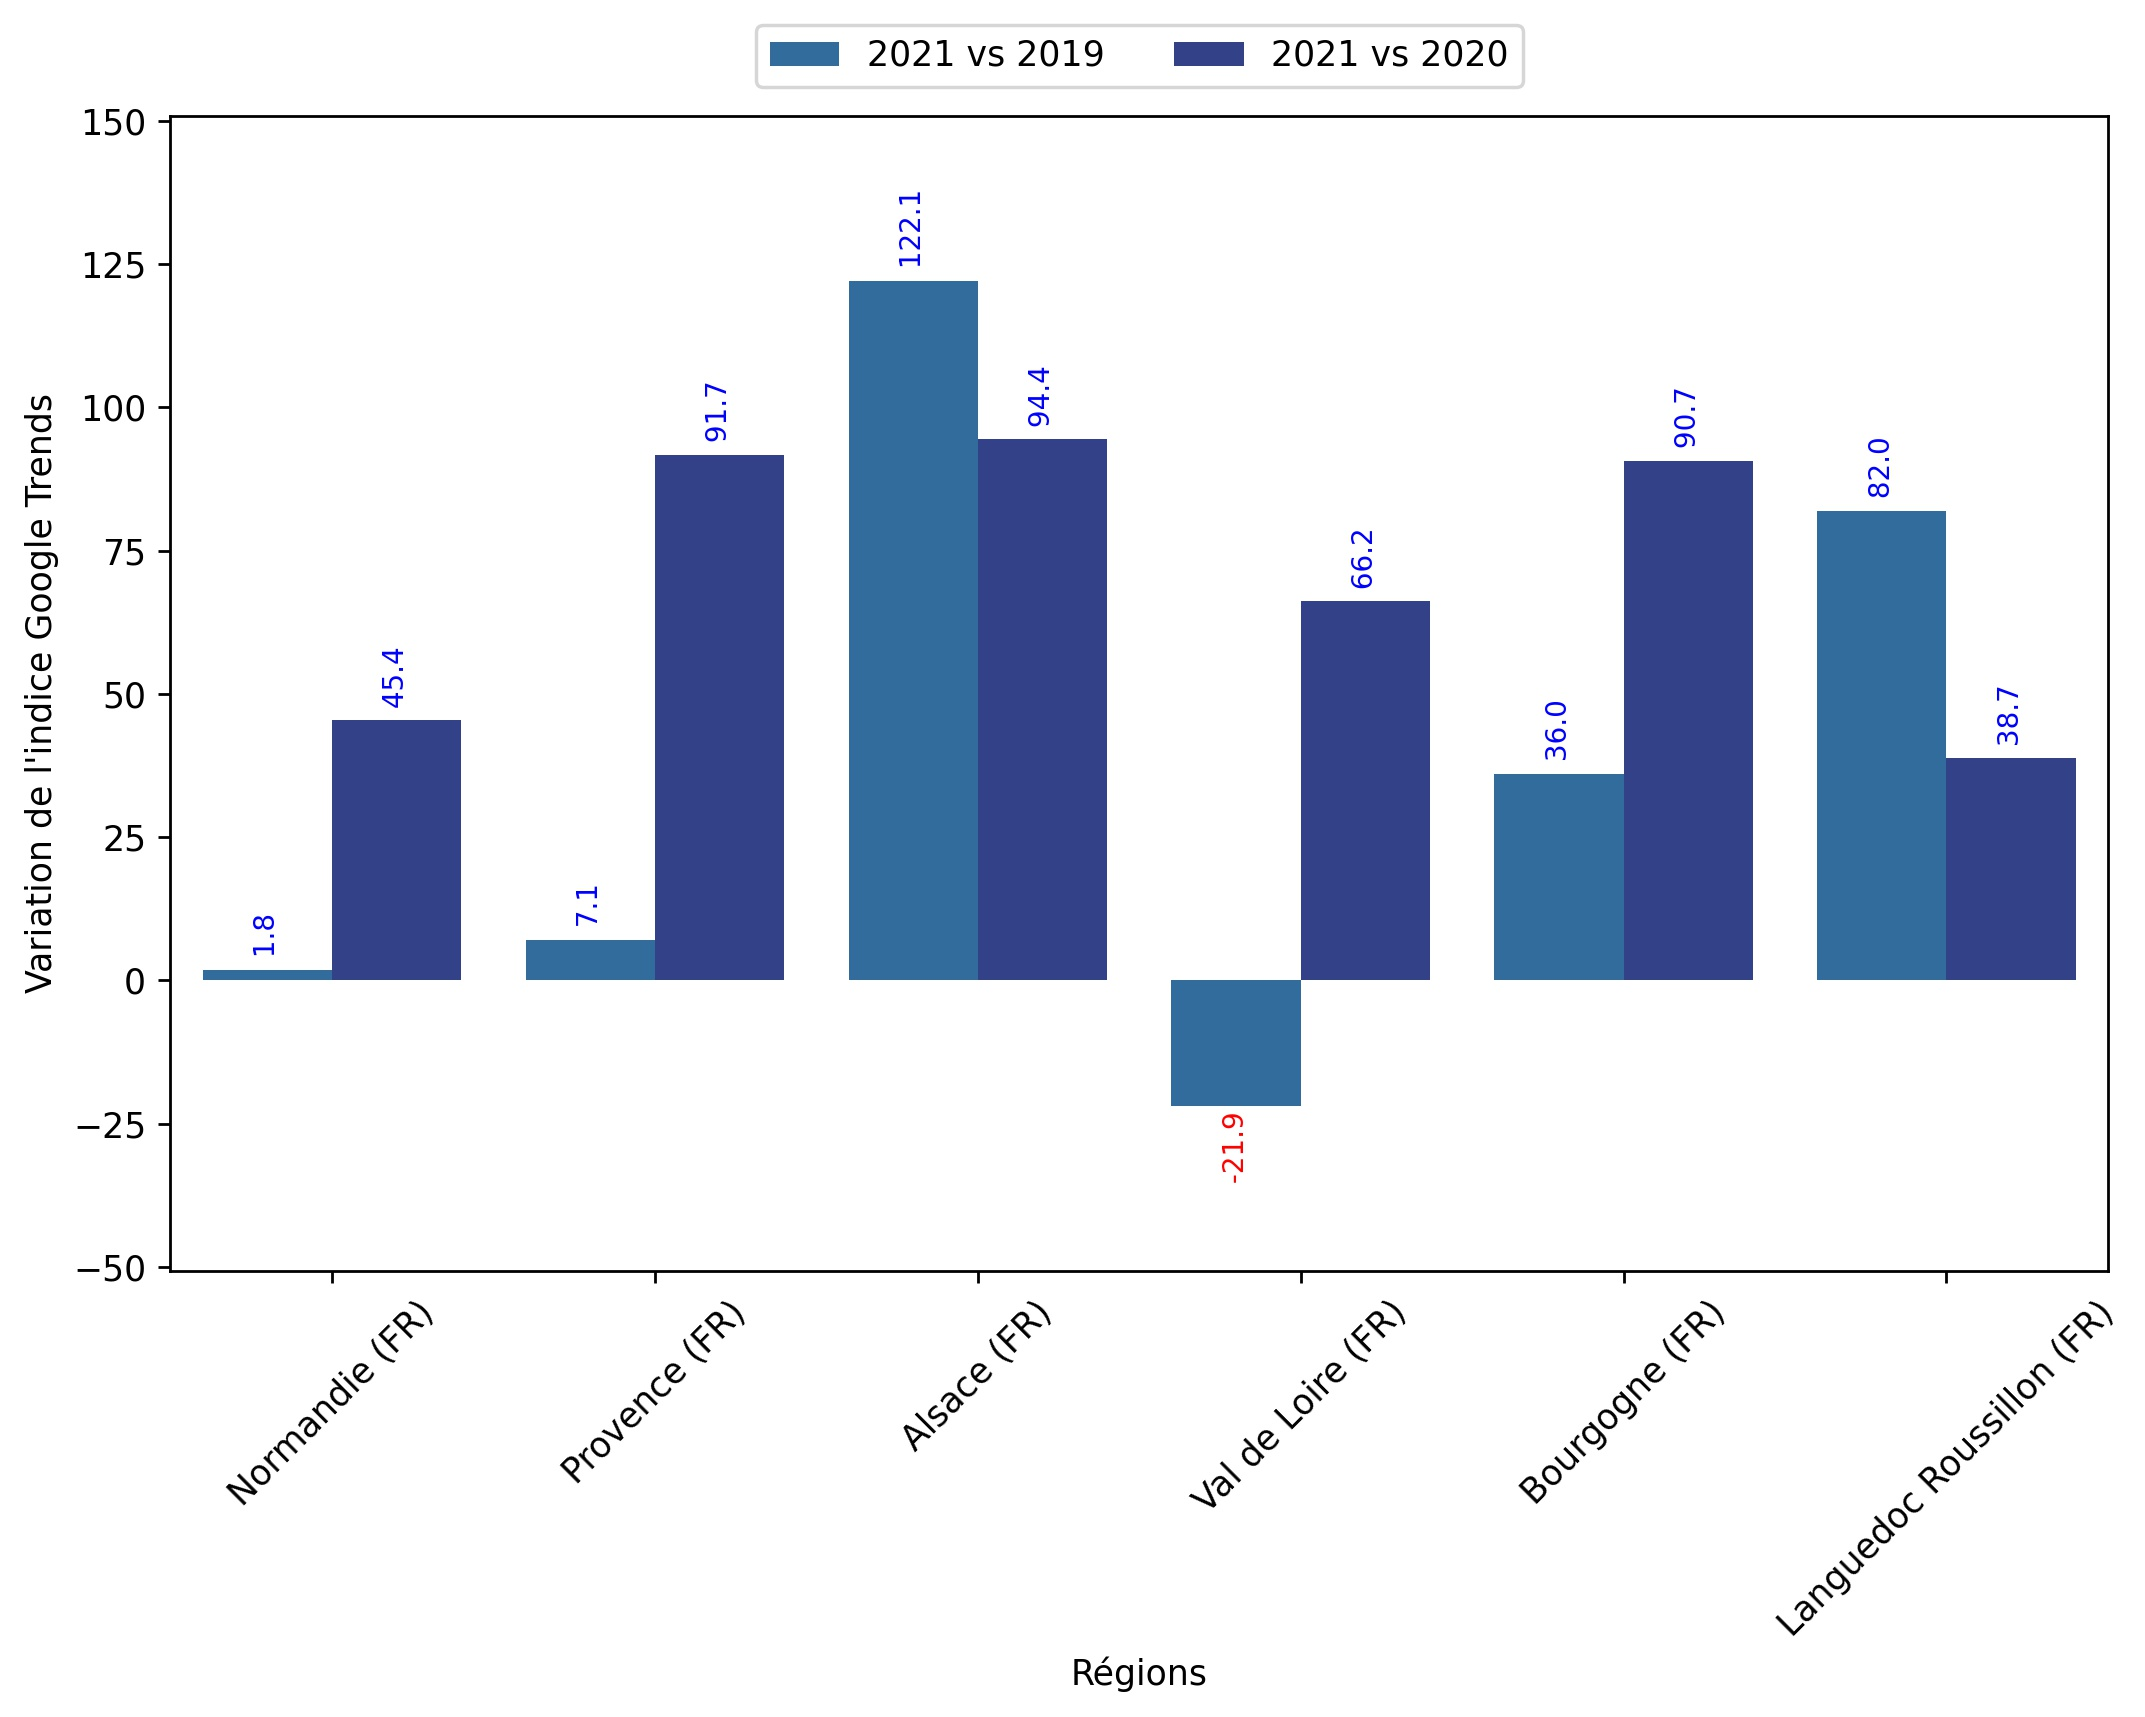 2021 vs 2019 2021 vs 2020
Variation de l'indice Google Trends
150
125
100
75
50
25
0
−25
−50
1.8
45.4
7.1
91.7
122.1
94.4
-21.9
66.2
36.0
90.7
82.0
38.7
Normandie (FR)
Provence (FR)
Alsace (FR)
Val de Loire (FR)
Bourgogne (FR)
Languedoc Roussillon (FR)
Régions